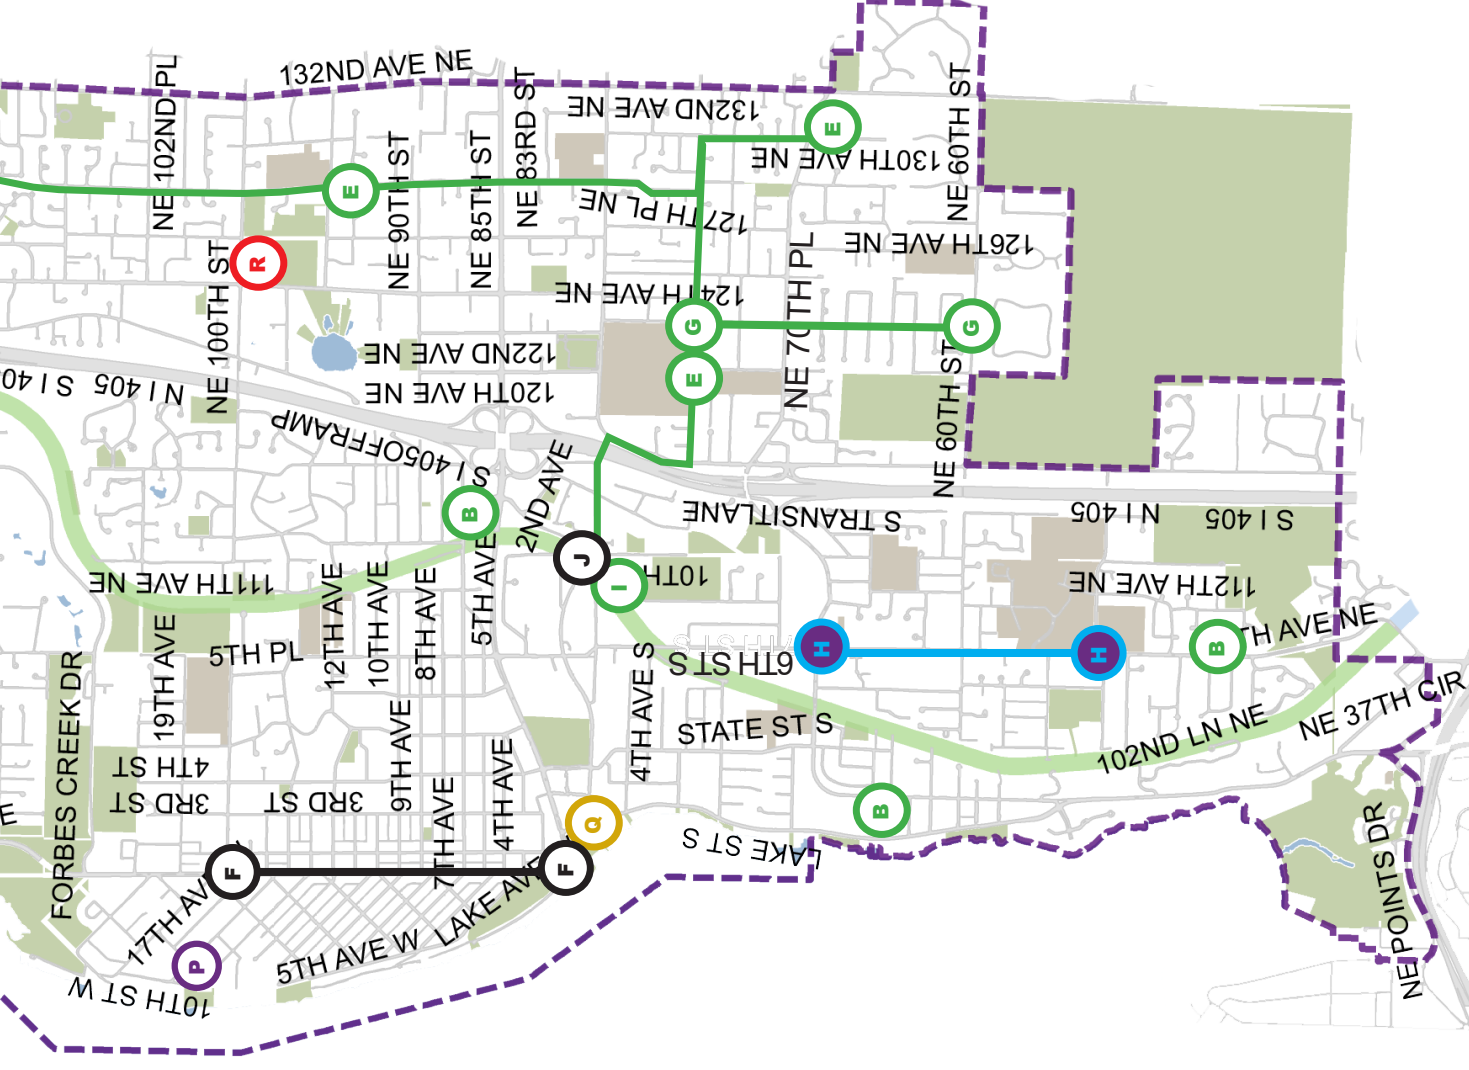 132ND AVE NE
NE 102ND PL
NE 83RD ST
132ND AVE NE
NE 60TH ST
E
130TH AVE NE
E
NE 90TH ST
NE 85TH ST
127TH PL NE
126TH AVE NE
NE 100TH ST
R
NE 70TH PL
124TH AVE NE
G
G
122ND AVE NE
120TH AVE NE
E
NE 60TH ST
S I 405
N I 405
S I 405OFFRAMP
B
2ND AVE
S TRANSITLANE
N I 405
S I 405
J
I
10TH
111TH AVE NE
12TH AVE
10TH AVE
8TH AVE
5TH AVE
112TH AVE NE
TH AVE NE
B
H
H
19TH AVE
5TH PL
6TH ST S
4TH AVE S
STATE ST S
102ND LN NE
NE 37TH CIR
FORBES CREEK DR
4TH ST
3RD ST
3RD ST
9TH AVE
7TH AVE
4TH AVE
Q
B
LAKE ST S
F
F
17TH AVE
LAKE AVE
5TH AVE W
P
10TH ST W
NE POINTS DR